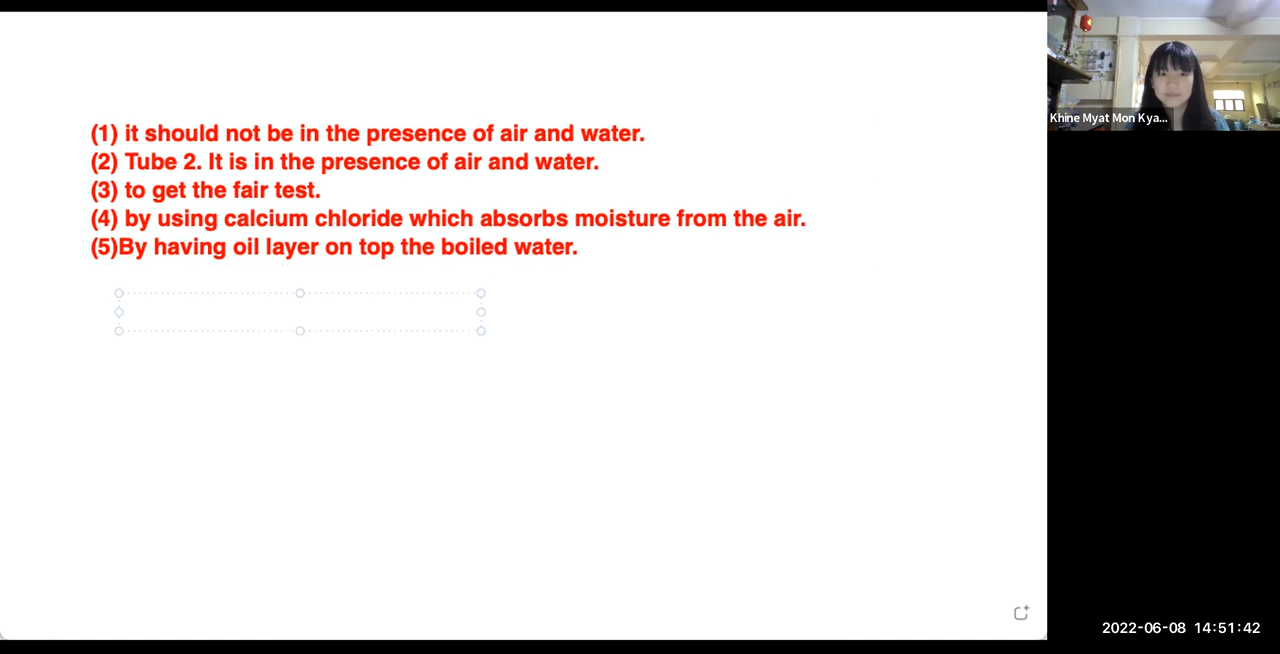 (1) it should not be in the presence of air and water.
(2) Tube 2. It is in the presence of air and water.
(3) to get the fair test.
(4) by using calcium chloride which absorbs moisture from the air.
(5)By having oil layer on top the boiled water.
Khine Myat Mon Kya...
2022-06-08 14:51:42